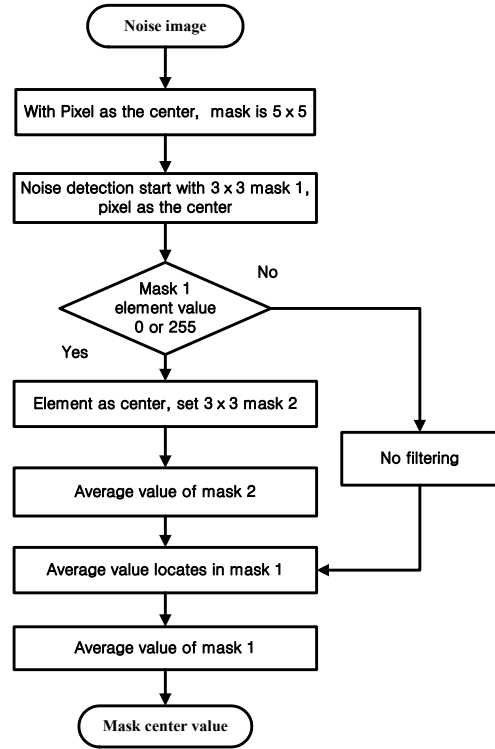 Noise image
With Pixel as the center, mask is 5 x 5
Noise detection start with 3 x 3 mask 1,
pixel as the center
No
Mask 1
element value
0 or 255
Yes
Element as center, set 3 x 3 mask 2
No filtering
Average value of mask 2
Average value locates in mask 1
Average value of mask 1
Mask center value